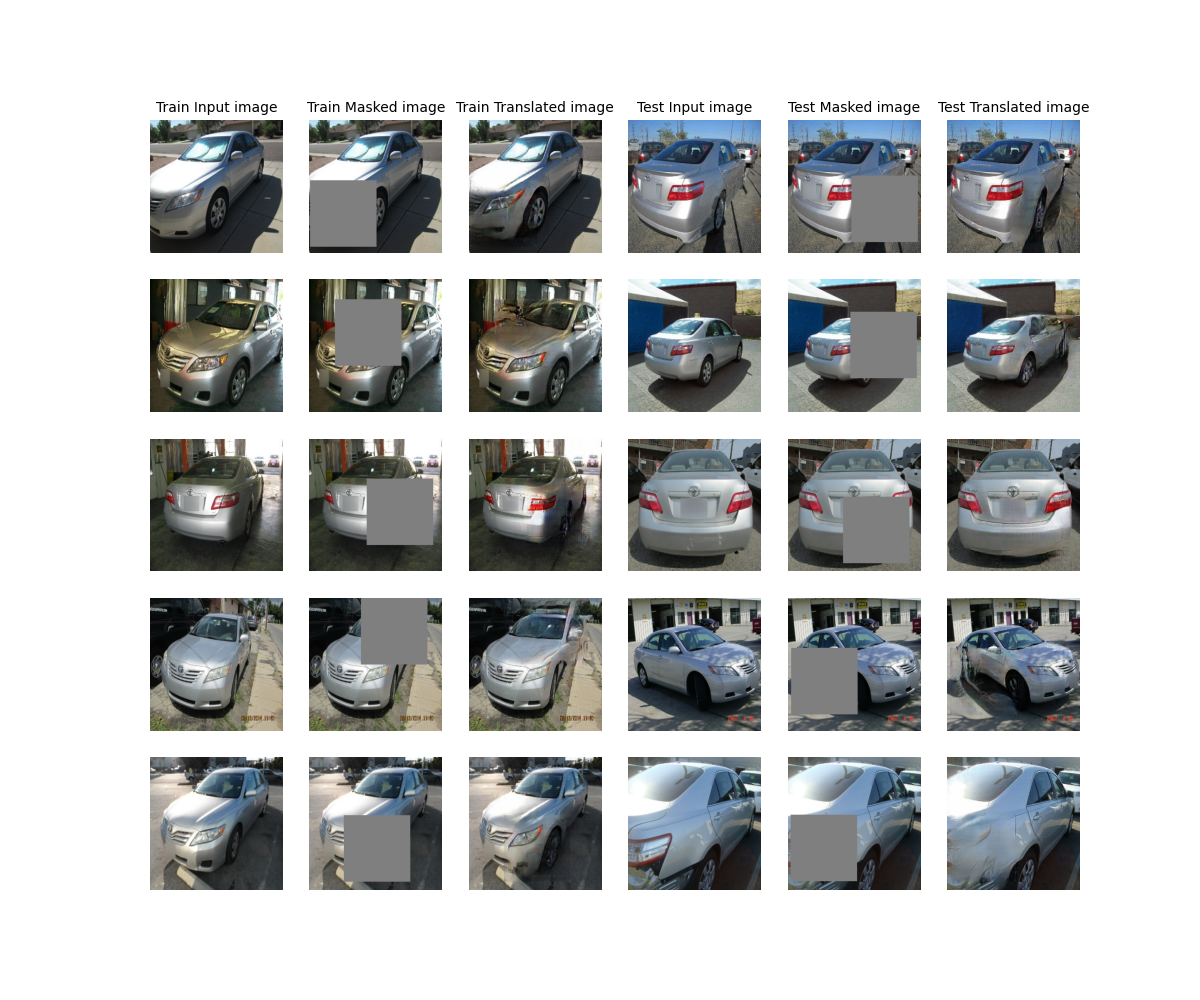 Train Input image
Train Masked image
Train Translated image
Test Input image
Test Masked image
Test Translated image